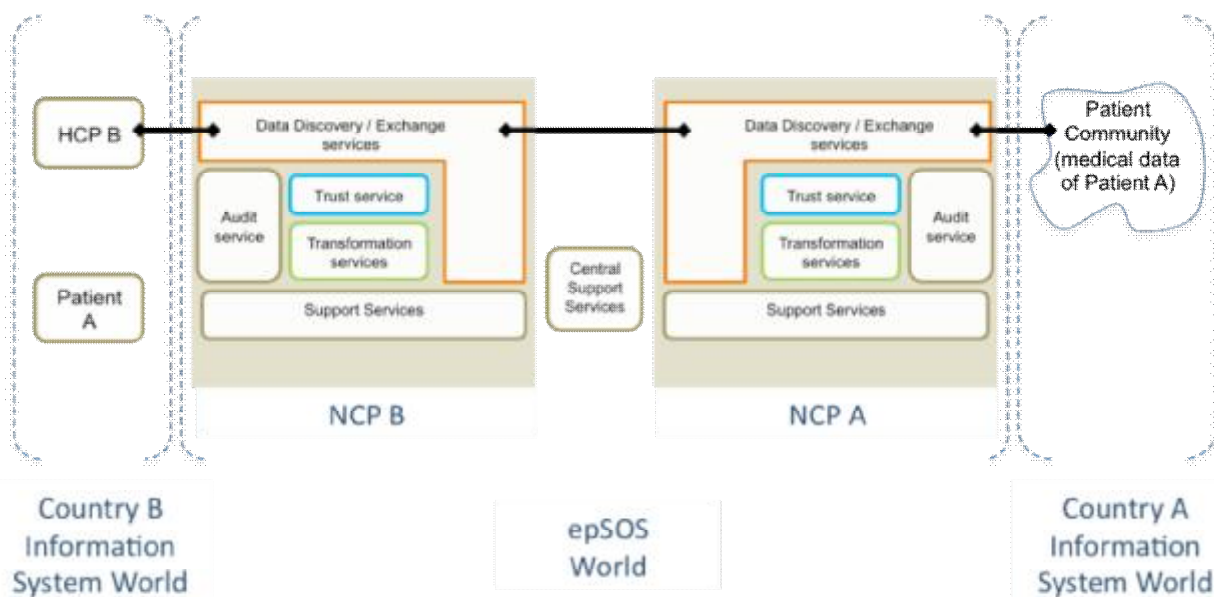 HCP B
Patient
A
Data Discovery / Exchange
services
Audit
service
Trust service
Transformation
services
Support Services
NCP B
Central
Support
Services
Data Discovery / Exchange
services
Trust service
Transformation
services
Audit
service
Support Services
NCP A
Patient
Community
(medical data
of Patient A)
Country B
Information
System World
epSOS
World
Country A
Information
System World